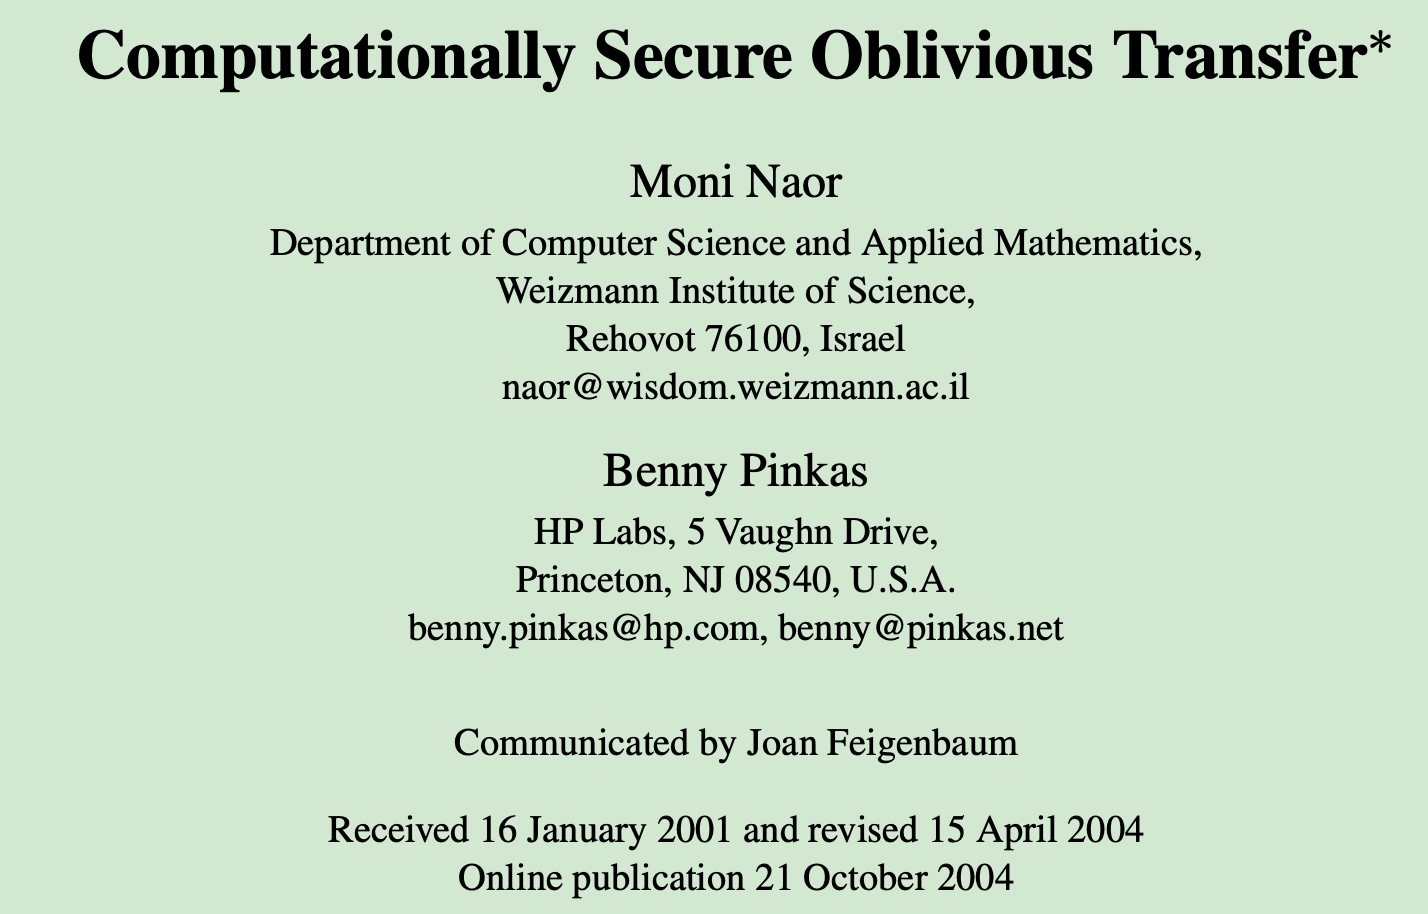 Computationally Secure Oblivious Transfer*
Moni Naor
Department of Computer Science and Applied Mathematics,
Weizmann Institute of Science,
Rehovot 76100, Israel
naor@wisdom.weizmann.ac.il
Benny Pinkas
HP Labs, 5 Vaughn Drive,
Princeton, NJ 08540, U.S.A.
benny.pinkas@hp.com, benny@pinkas.net
Communicated by Joan Feigenbaum
Received 16 January 2001 and revised 15 April 2004
Online publication 21 October 2004